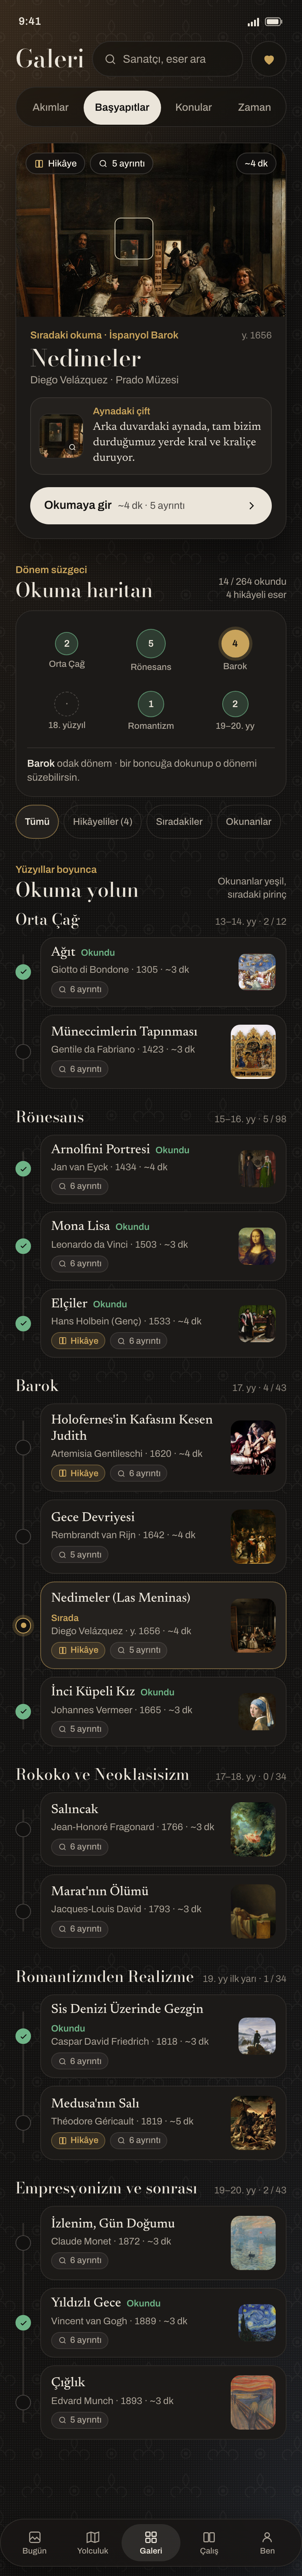 9:41
Galeri
Sanatçı, eser ara
Akımlar
Başyapıtlar
Konular
Zaman
Hikâye
5 ayrıntı
~4 dk
Sıradaki okuma · İspanyol Barok
y. 1656
Nedimeler
Diego Velázquez · Prado Müzesi
Aynadaki çift
Arka duvardaki aynada, tam bizim
durduğumuz yerde kral ve kraliçe
duruyor.
Okumaya gir ~4 dk · 5 ayrıntı
Dönem süzgeci
Okuma haritan
14 / 264 okundu
4 hikâyeli eser
2
Orta Çağ
5
Rönesans
4
Barok
18. yüzyıl
1
Romantizm
2
19–20. yy
Barok odak dönem · bir boncuğa dokunup o dönemi
süzebilirsin.
Tümü
Hikâyeliler (4)
Sıradakiler
Okunanlar
Yüzyıllar boyunca
Okuma yolun
Okunanlar yeşil,
sıradaki pirinç
Orta Çağ
13–14. yy · 2 / 12
Ağıt Okundu
Giotto di Bondone · 1305 · ~3 dk
6 ayrıntı
Müneccimlerin Tapınması
Gentile da Fabriano · 1423 · ~3 dk
6 ayrıntı
Rönesans
15–16. yy · 5 / 98
Arnolfini Portresi Okundu
Jan van Eyck · 1434 · ~4 dk
6 ayrıntı
Mona Lisa Okundu
Leonardo da Vinci · 1503 · ~3 dk
6 ayrıntı
Elçiler Okundu
Hans Holbein (Genç) · 1533 · ~4 dk
Hikâye
6 ayrıntı
Barok
17. yy · 4 / 43
Holofernes'in Kafasını Kesen
Judith
Artemisia Gentileschi · 1620 · ~4 dk
Hikâye
6 ayrıntı
Gece Devriyesi
Rembrandt van Rijn · 1642 · ~4 dk
5 ayrıntı
Nedimeler (Las Meninas)
Sırada
Diego Velázquez · y. 1656 · ~4 dk
Hikâye
5 ayrıntı
İnci Küpeli Kız Okundu
Johannes Vermeer · 1665 · ~3 dk
5 ayrıntı
Rokoko ve Neoklasisizm
17–18. yy · 0 / 34
Salıncak
Jean-Honoré Fragonard · 1766 · ~3 dk
6 ayrıntı
Marat'nın Ölümü
Jacques-Louis David · 1793 · ~3 dk
6 ayrıntı
Romantizmden Realizme
19. yy ilk yarı · 1 / 34
Sis Denizi Üzerinde Gezgin
Okundu
Caspar David Friedrich · 1818 · ~3 dk
6 ayrıntı
Medusa'nın Salı
Théodore Géricault · 1819 · ~5 dk
Hikâye
6 ayrıntı
Empresyonizm ve sonrası
19–20. yy · 2 / 43
İzlenim, Gün Doğumu
Claude Monet · 1872 · ~3 dk
6 ayrıntı
Yıldızlı Gece Okundu
Vincent van Gogh · 1889 · ~3 dk
6 ayrıntı
Çığlık
Edvard Munch · 1893 · ~3 dk
5 ayrıntı
Bugün
Yolculuk
Galeri
Çalış
Ben